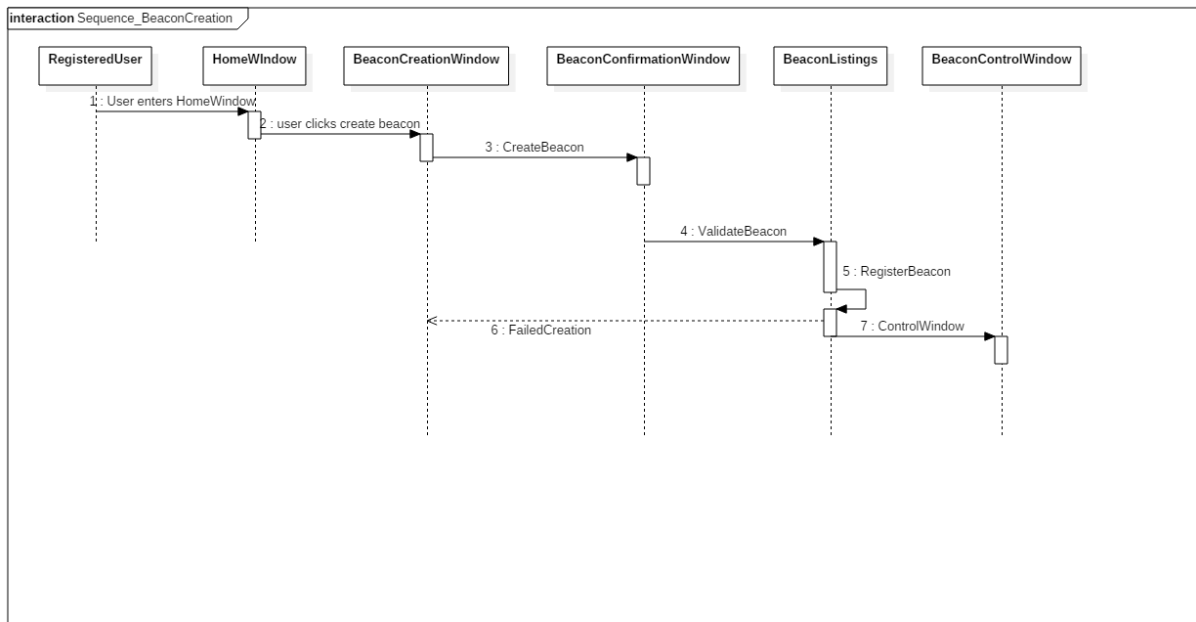 interaction Sequence_BeaconCreation
RegisteredUser
HomeWIndow
BeaconCreationWindow
BeaconConfirmationWindow
BeaconListings
BeaconControlWindow
1 : User enters HomeWindow
2 : user clicks create beacon
3 : CreateBeacon
4 : ValidateBeacon
5 : RegisterBeacon
6 : FailedCreation
7 : ControlWindow